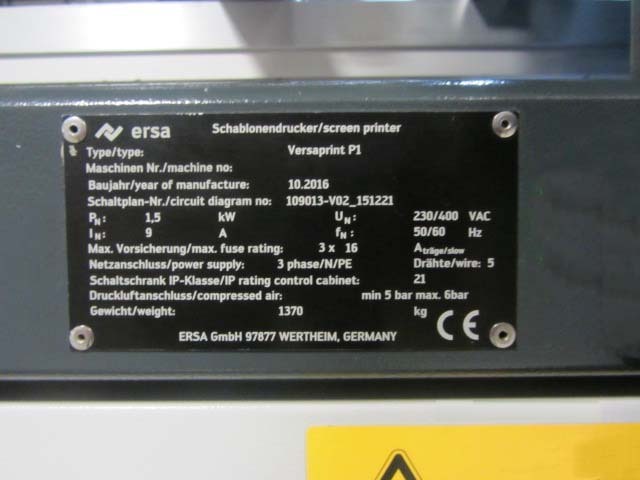 ersa Schablonendrucker/screen printer
Type/type: Versaprint P1
Maschinen Nr./machine no:
Baujahr/year of manufacture: 10.2016
Schaltplan-Nr./circuit diagram no: 109013-V02_151221
PN: 1,5 kW UN: 230/400 VAC
IN: 9 A fN: 50/60 Hz
Max. Vorsicherung/max. fuse rating: 3 x 16 A träge/slow
Netzanschluss/power supply: 3 phase/N/PE Drähte/wire: 5
Schaltschrank IP-Klasse/IP rating control cabinet: 21
Druckluftanschluss/compressed air: min 5 bar max. 6bar
Gewicht/weight: 1370 kg
CE
ERSA GmbH 97877 WERTHEIM, GERMANY